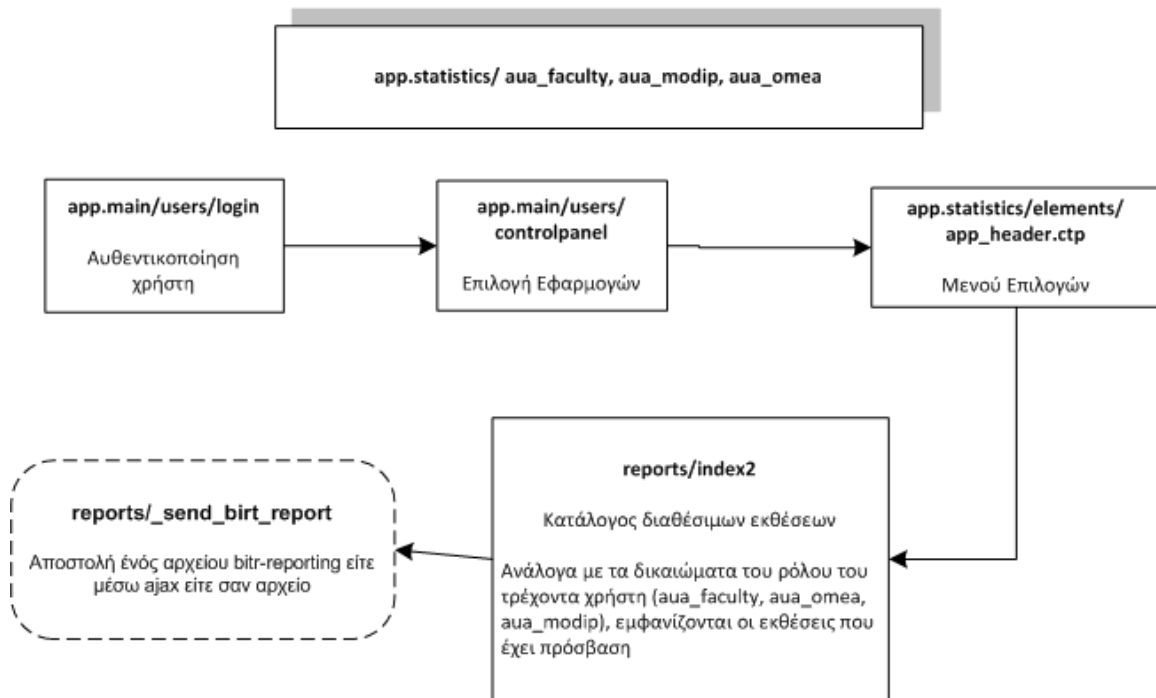 app.statistics/ aua_faculty, aua_modip, aua_omea
app.main/users/login
Αυθεντικοποίηση
χρήστη
app.main/users/
controlpanel
Επιλογή Εφαρμογών
app.statistics/elements/
app_header.ctp
Μενού Επιλογών
reports/_send_birt_report
Αποστολή ένός αρχείου bitr-reporting είτε
μέσω ajax είτε σαν αρχείο
reports/index2
Κατάλογος διαθέσιμων εκθέσεων
Ανάλογα με τα δικαιώματα του ρόλου του
τρέχοντα χρήστη (aua_faculty, aua_omea,
aua_modip), εμφανίζονται οι εκθέσεις που
έχει πρόσβαση